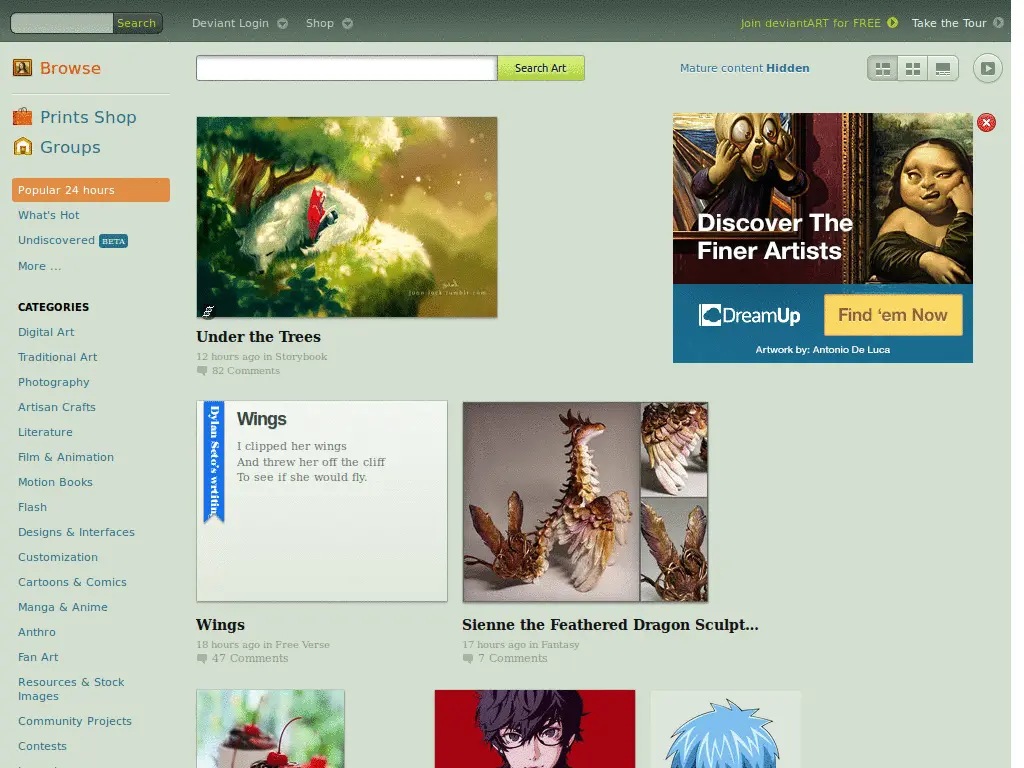 Search
Deviant Login
Shop
Join deviantART for FREE
Take the Tour
Browse
Search Art
Mature content Hidden
Prints Shop
Groups
Popular 24 hours
What's Hot
Undiscovered BETA
More ...
CATEGORIES
Digital Art
Traditional Art
Photography
Artisan Crafts
Literature
Film & Animation
Motion Books
Flash
Designs & Interfaces
Customization
Cartoons & Comics
Manga & Anime
Anthro
Fan Art
Resources & Stock
Images
Community Projects
Contests
Under the Trees
12 hours ago in Storybook
82 Comments
Discover The
Finer Artists
DreamUp
Find 'em Now
Artwork by: Antonio De Luca
Dylan Seto's writing
Wings
I clipped her wings
And threw her off the cliff
To see if she would fly.
Wings
18 hours ago in Free Verse
47 Comments
Sienne the Feathered Dragon Sculpt...
17 hours ago in Fantasy
7 Comments